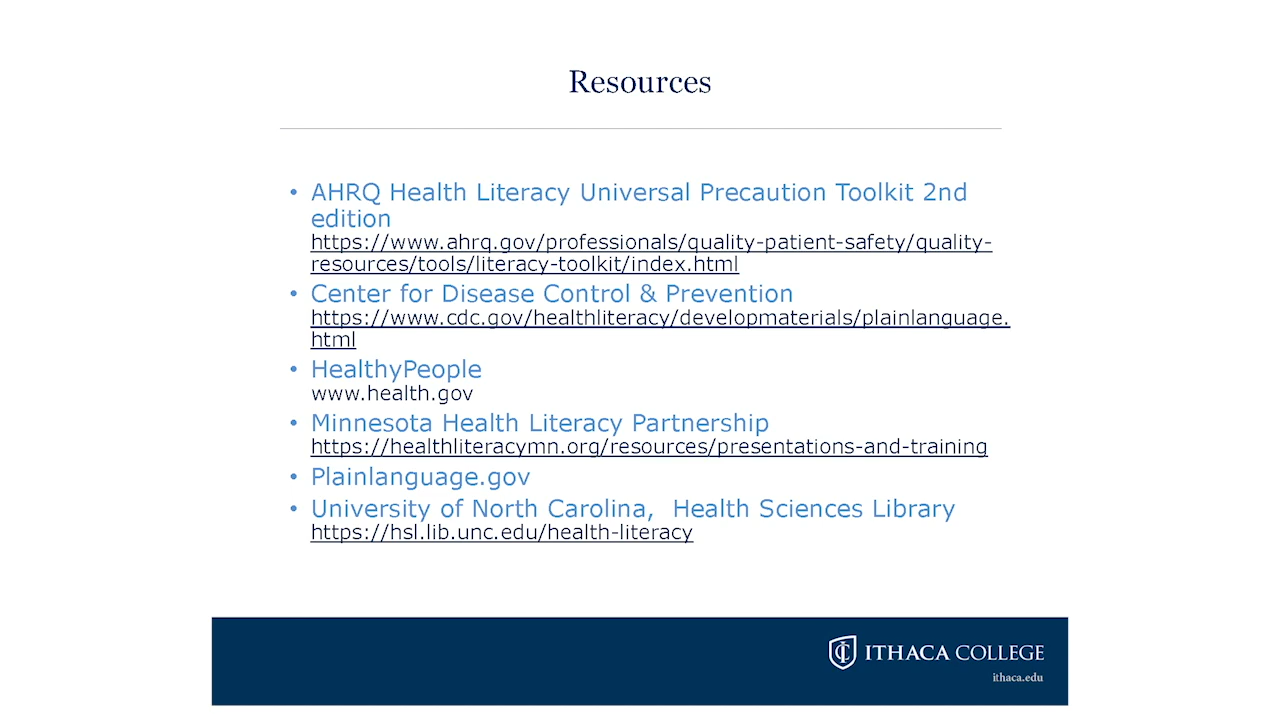 Resources
• AHRQ Health Literacy Universal Precaution Toolkit 2nd
edition
https://www.ahrq.gov/professionals/quality-patient-safety/quality-
resources/tools/literacy-toolkit/index.html
• Center for Disease Control & Prevention
https://www.cdc.gov/healthliteracy/developmaterials/plainlanguage.
html
• HealthyPeople
www.health.gov
• Minnesota Health Literacy Partnership
https://healthliteracymn.org/resources/presentations-and-training
• Plainlanguage.gov
• University of North Carolina,  Health Sciences Library
https://hsl.lib.unc.edu/health-literacy
ITHACA COLLEGE
ithaca.edu